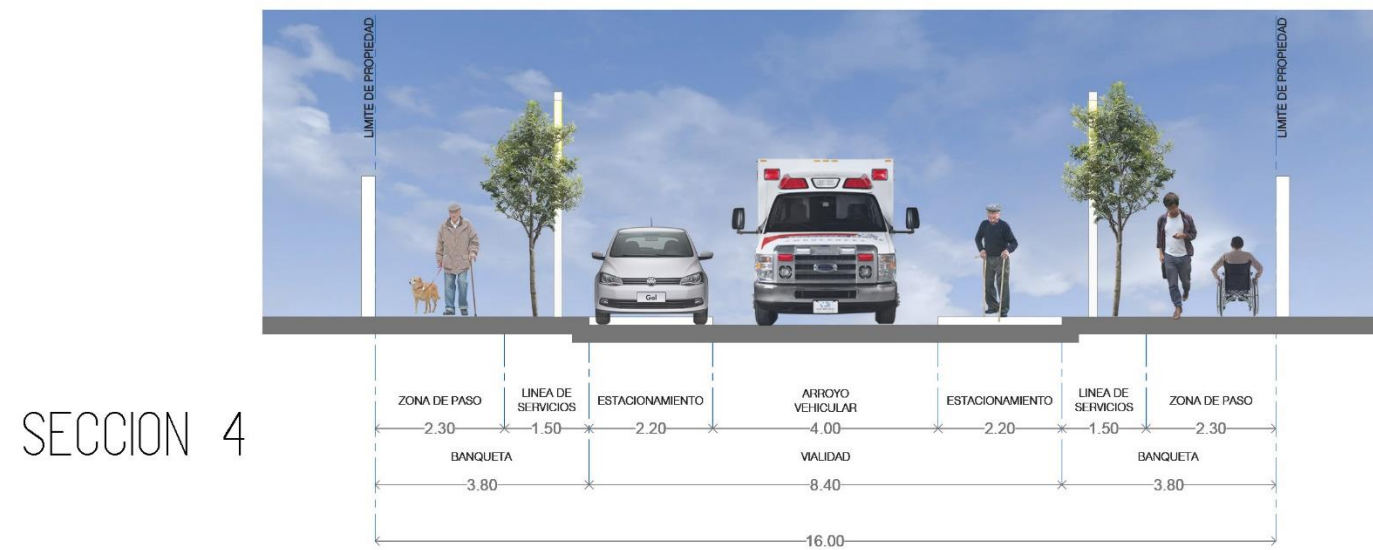 LIMITE DE PROPIEDAD
LIMITE DE PROPIEDAD
Gol
SECCION 4
ZONA DE PASO
LINEA DE
SERVICIOS
ESTACIONAMIENTO
ARROYO
VEHICULAR
ESTACIONAMIENTO
LINEA DE
SERVICIOS
ZONA DE PASO
2.30
1.50
2.20
4.00
2.20
1.50
2.30
BANQUETA
VIALIDAD
BANQUETA
3.80
8.40
3.80
16.00